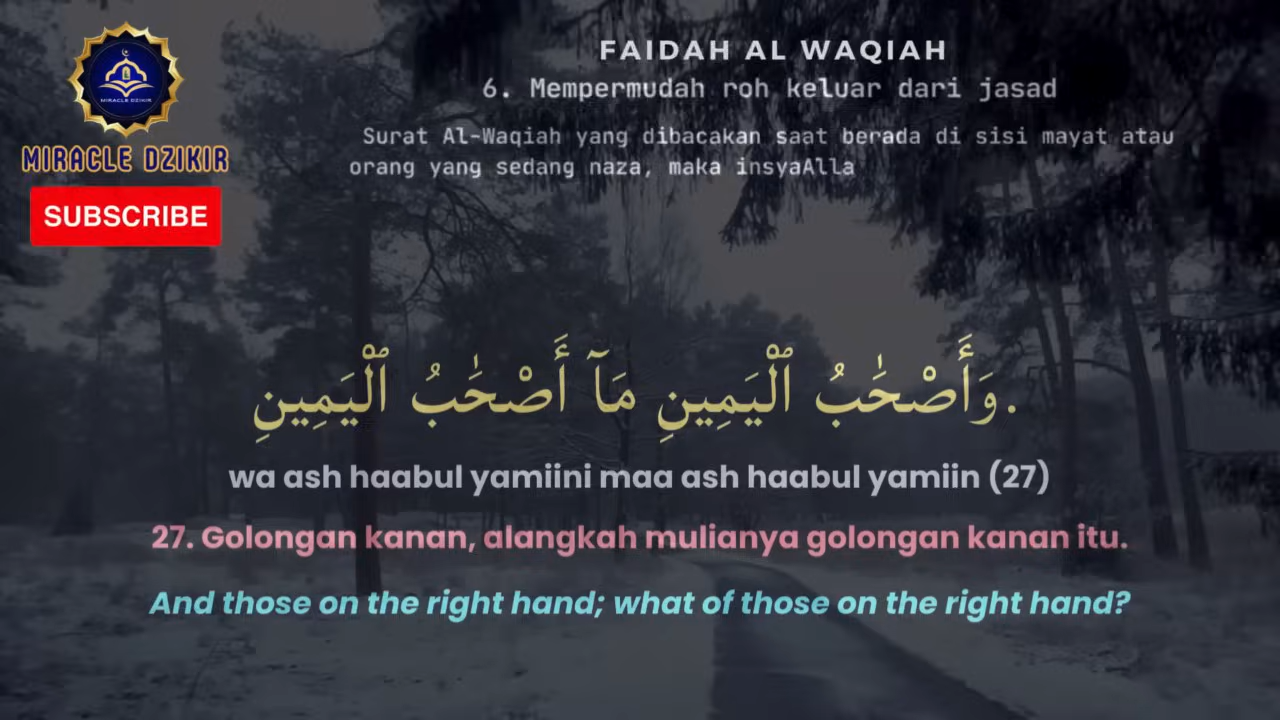 FAIDAH AL WAQIAH
6. Mempermudah roh keluar dari jasad
Surat Al-Waqiah yang dibacakan saat berada di sisi mayat atau
orang yang sedang naza, maka insyaAlla
MIRACLE DZIKIR
MIRACLE DZIKIR
SUBSCRIBE
وَأَصْحَٰبُ ٱلْيَمِينِ مَآ أَصْحَٰبُ ٱلْيَمِينِ.
wa ash haabul yamiini maa ash haabul yamiin (27)
27. Golongan kanan, alangkah mulianya golongan kanan itu.
And those on the right hand; what of those on the right hand?